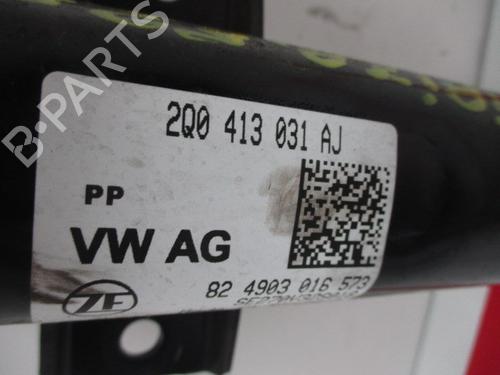 B-PARTS
2Q0 413 031 AJ
PP
VW AG
ZF
82 4903 016 573